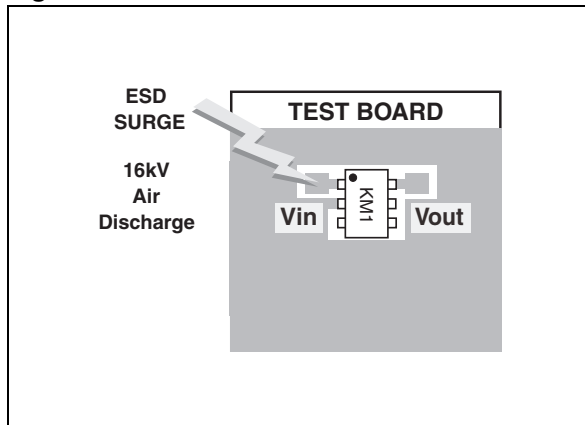 ESD
SURGE
16kV
Air
Discharge
TEST BOARD
Vin
KM1
Vout